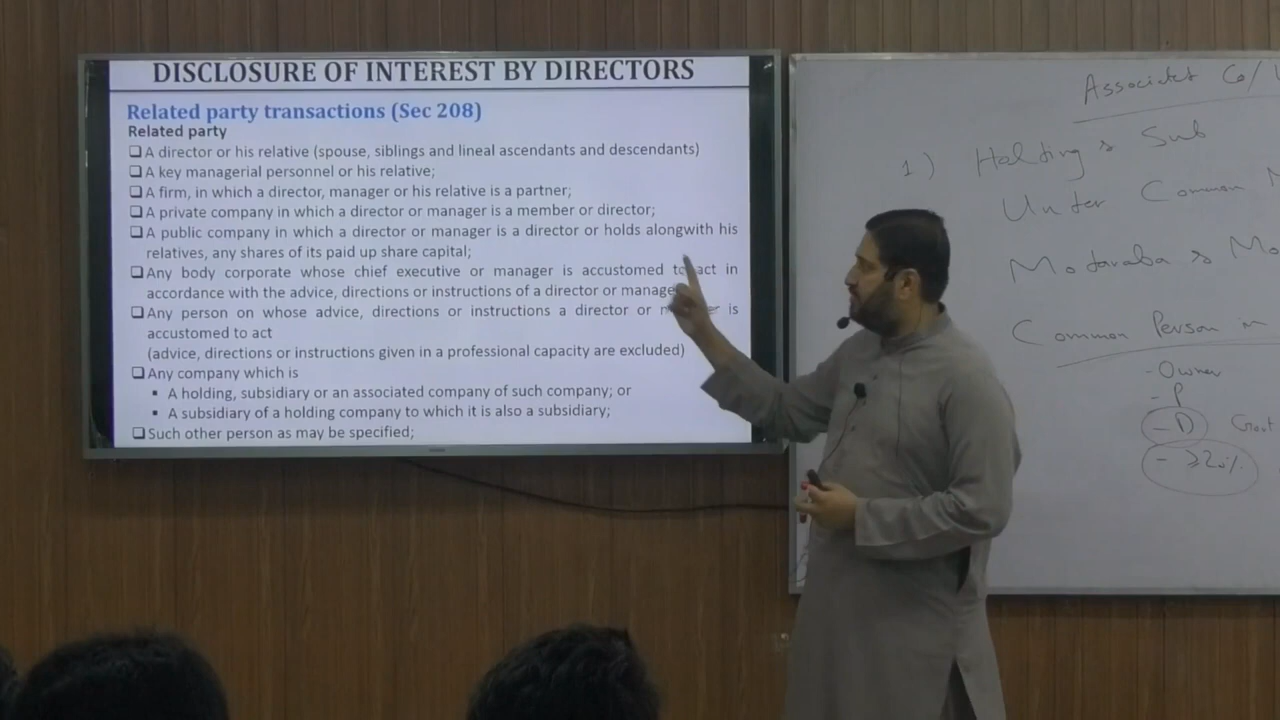 DISCLOSURE OF INTEREST BY DIRECTORS
Related party transactions (Sec 208)
Related party
❑ A director or his relative (spouse, siblings and lineal ascendants and descendants)
❑ A key managerial personnel or his relative;
❑ A firm, in which a director, manager or his relative is a partner;
❑ A private company in which a director or manager is a member or director;
❑ A public company in which a director or manager is a director or holds alongwith his
relatives, any shares of its paid up share capital;
❑ Any body corporate whose chief executive or manager is accustomed to act in
accordance with the advice, directions or instructions of a director or manage
❑ Any person on whose advice, directions or instructions a director or is
accustomed to act
(advice, directions or instructions given in a professional capacity are excluded)
❑ Any company which is
▪ A holding, subsidiary or an associated company of such company; or
▪ A subsidiary of a holding company to which it is also a subsidiary;
❑ Such other person as may be specified;
Associated Co/
1) Holding & Sub
Under Common
Modaraba & Mo
Common Person in
- Owner
- P
- D
- ≥20%